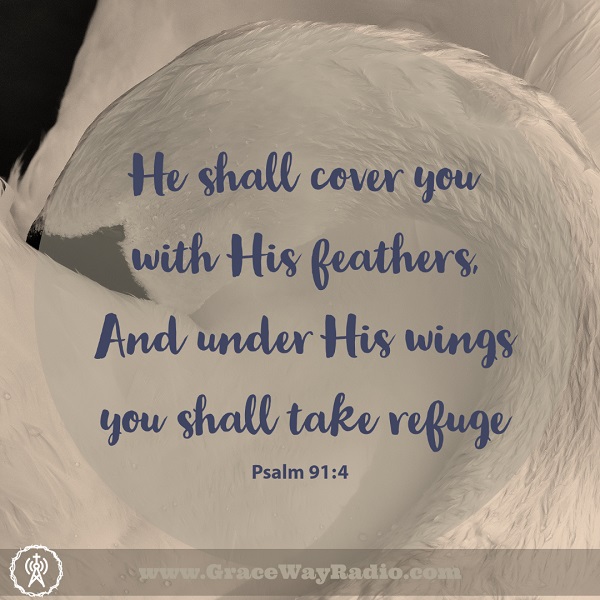 He shall cover you
with His feathers,
And under His wings
you shall take refuge
Psalm 91:4
www.GraceWayRadio.com